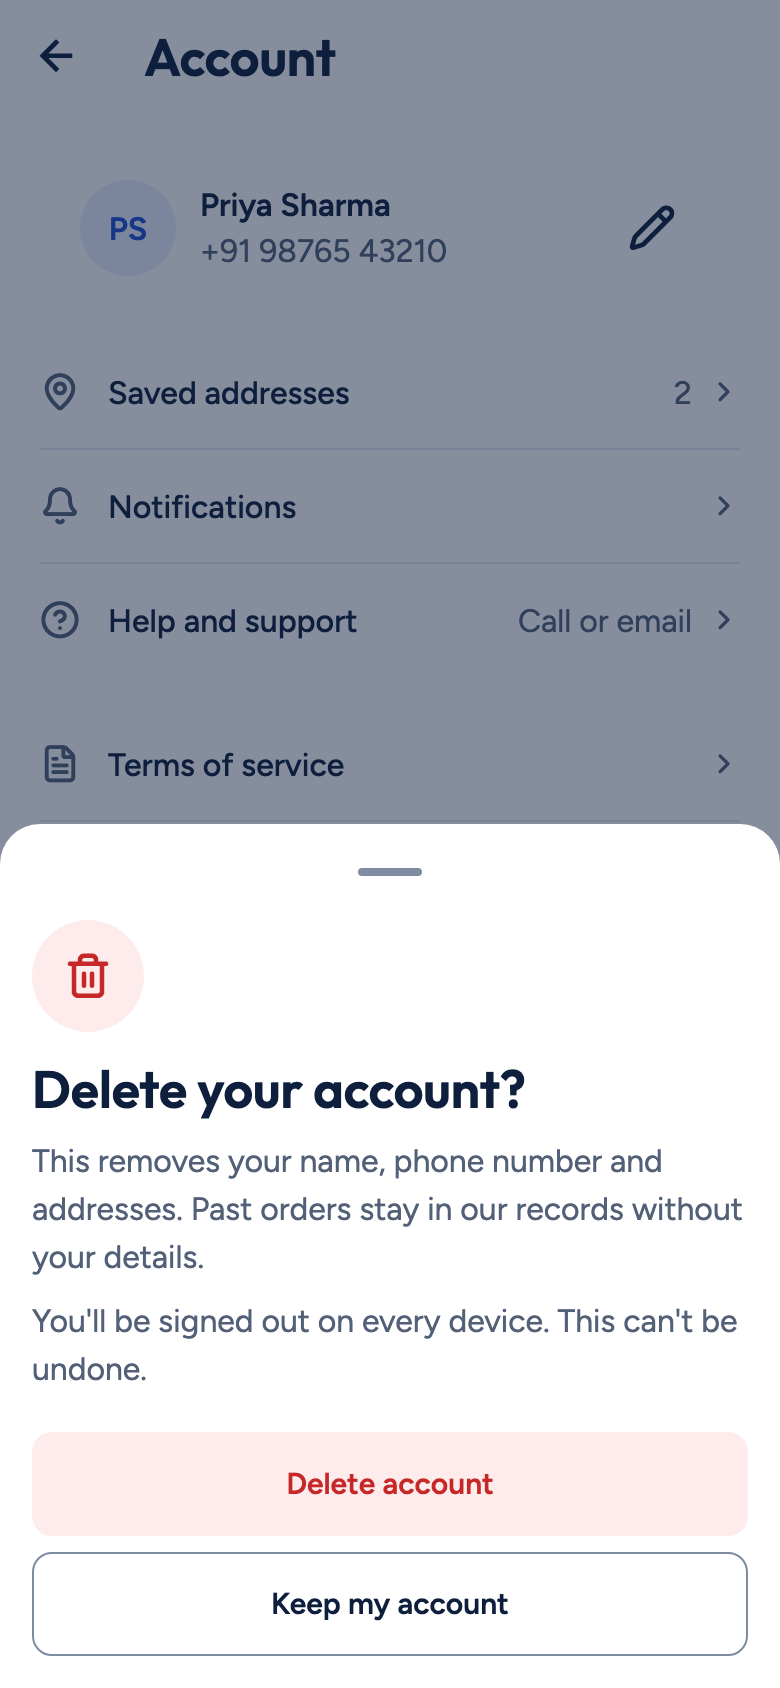 Account
PS
Priya Sharma
+91 98765 43210
Saved addresses 2
Notifications
Help and support Call or email
Terms of service
Delete your account?
This removes your name, phone number and
addresses. Past orders stay in our records without
your details.
You'll be signed out on every device. This can't be
undone.
Delete account
Keep my account